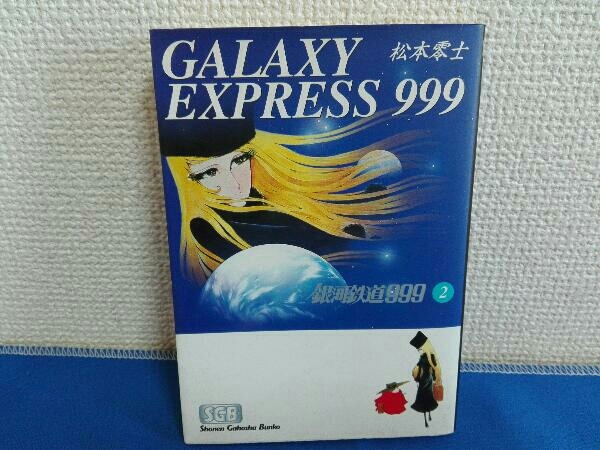 GALAXY
EXPRESS 999
松本零士
銀河鉄道999
2
SGB
Shonen Gahosha Bunko